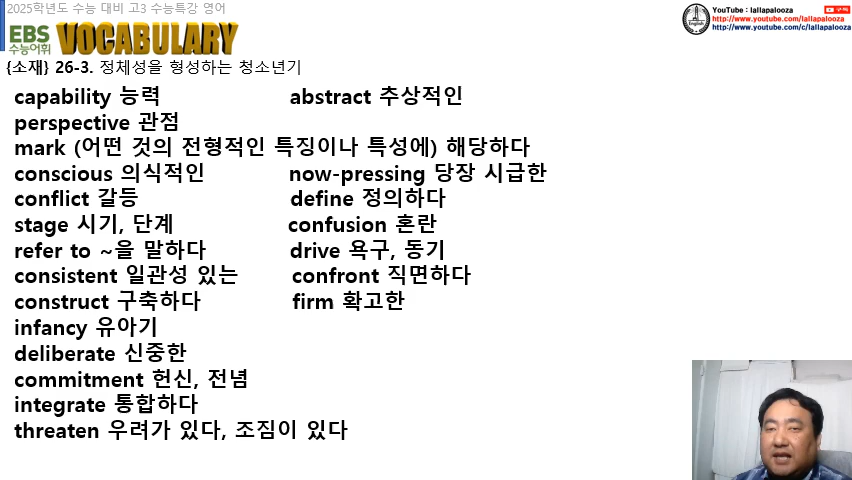 2025학년도 수능 대비 고3 수능특강 영어
YouTube : lallapalooza 구독
http://www.youtube.com/lallapalooza
http://www.youtube.com/c/lallapalooza
English
EBS
수능어휘
VOCABULARY
{소재} 26-3. 정체성을 형성하는 청소년기
capability 능력 abstract 추상적인
perspective 관점
mark (어떤 것의 전형적인 특징이나 특성에) 해당하다
conscious 의식적인 now-pressing 당장 시급한
conflict 갈등 define 정의하다
stage 시기, 단계 confusion 혼란
refer to ~을 말하다 drive 욕구, 동기
consistent 일관성 있는 confront 직면하다
construct 구축하다 firm 확고한
infancy 유아기
deliberate 신중한
commitment 헌신, 전념
integrate 통합하다
threaten 우려가 있다, 조짐이 있다